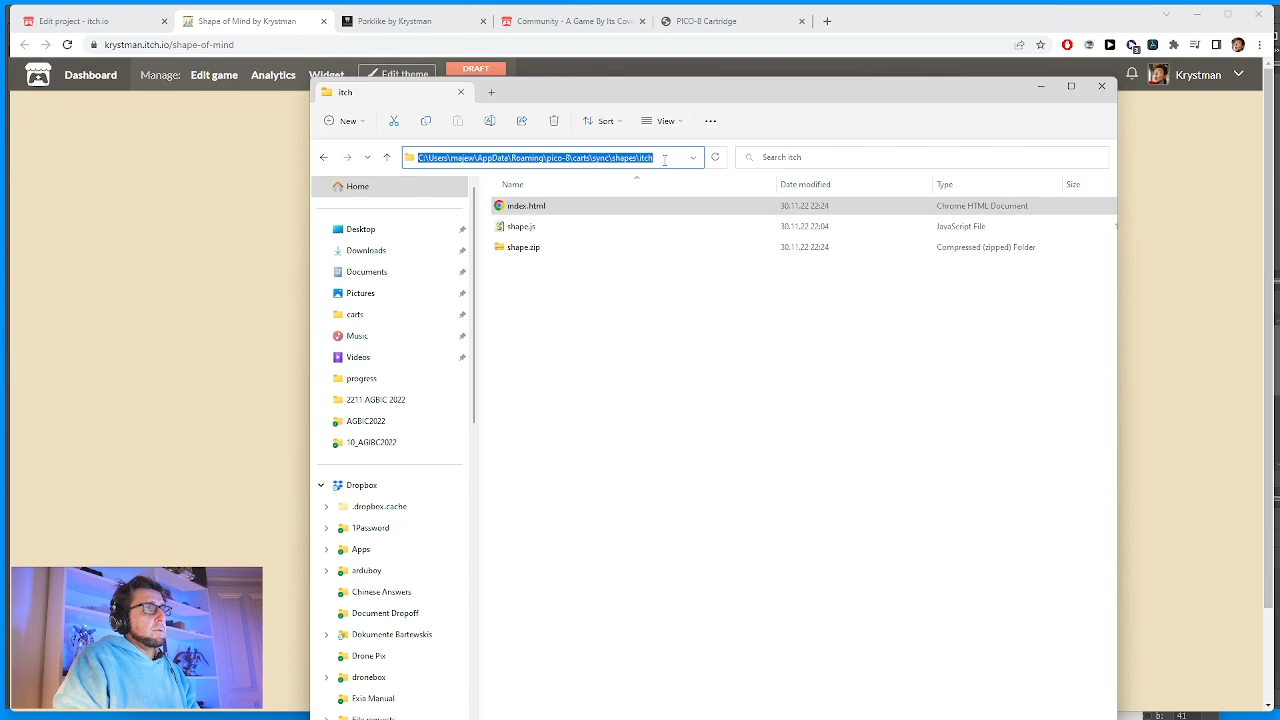 Edit project - itch.io
Shape of Mind by Krystman
Porklike by Krystman
Community - A Game By Its Cov
PICO-8 Cartridge
krystman.itch.io/shape-of-mind
3
Dashboard
Manage:
Edit game
Analytics
Widget
Edit theme
DRAFT
Krystman
itch
New
Sort
View
C:\Users\majew\AppData\Roaming\pico-8\carts\sync\shapes\itch
Search itch
Home
Name
Date modified
Type
Size
index.html
30.11.22 22:24
Chrome HTML Document
shape.js
30.11.22 22:04
JavaScript File
shape.zip
30.11.22 22:24
Compressed (zipped) Folder
Desktop
Downloads
Documents
Pictures
carts
Music
Videos
progress
2211 AGBIC 2022
AGBIC2022
10_AGIBC2022
Dropbox
.dropbox.cache
1Password
Apps
arduboy
Chinese Answers
Document Dropoff
Dokumente Bartewski
Drone Pix
dronebox
Exia Manual
b: 41